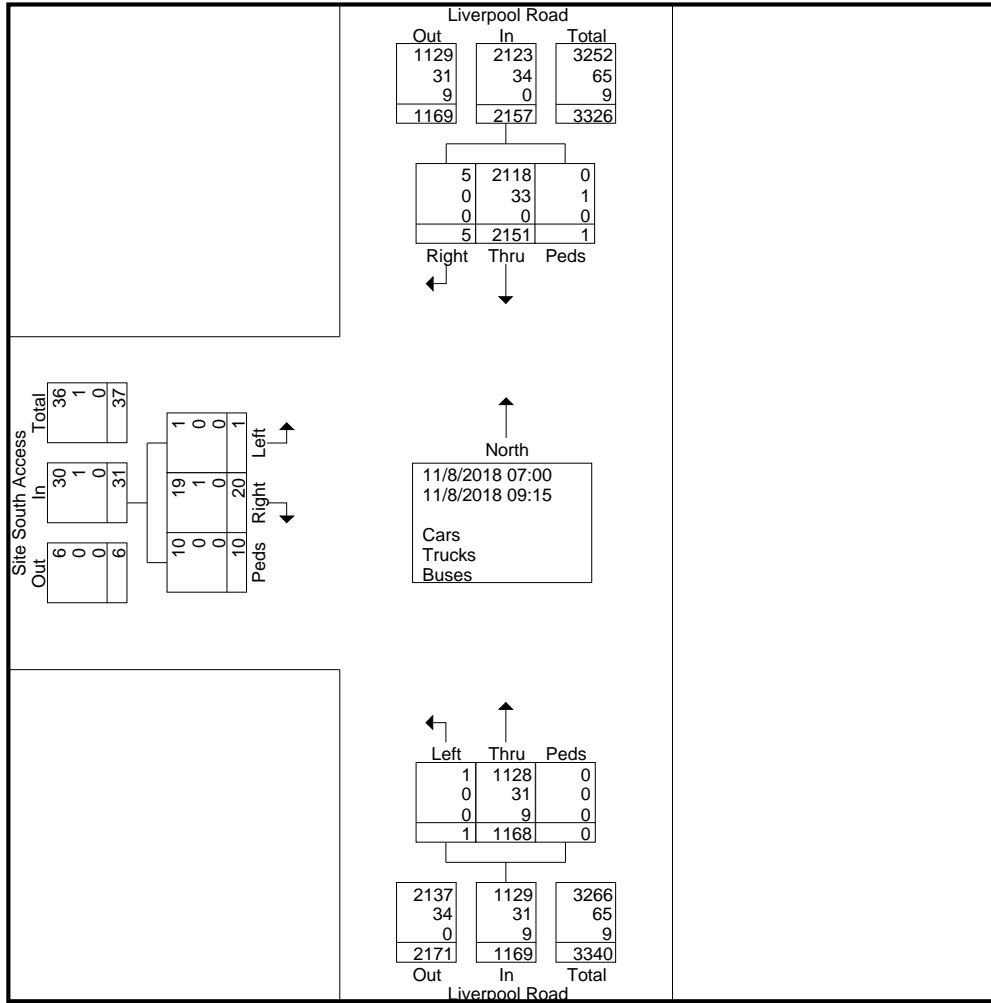 Liverpool Road
Out In Total
1129 2123 3252
31 34 65
9 0 9
1169 2157 3326
5 2118 0
0 33 1
0 0 0
5 2151 1
Right Thru Peds
Site South Access
Total
36
1
0
37
In
30
1
0
31
Out
6
0
0
6
1
0
0
1
Left
19
1
0
20
Right
10
0
0
10
Peds
North
11/8/2018 07:00
11/8/2018 09:15
Cars
Trucks
Buses
Left Thru Peds
1 1128 0
0 31 0
0 9 0
1 1168 0
2137 1129 3266
34 31 65
0 9 9
2171 1169 3340
Out In Total
Liverpool Road